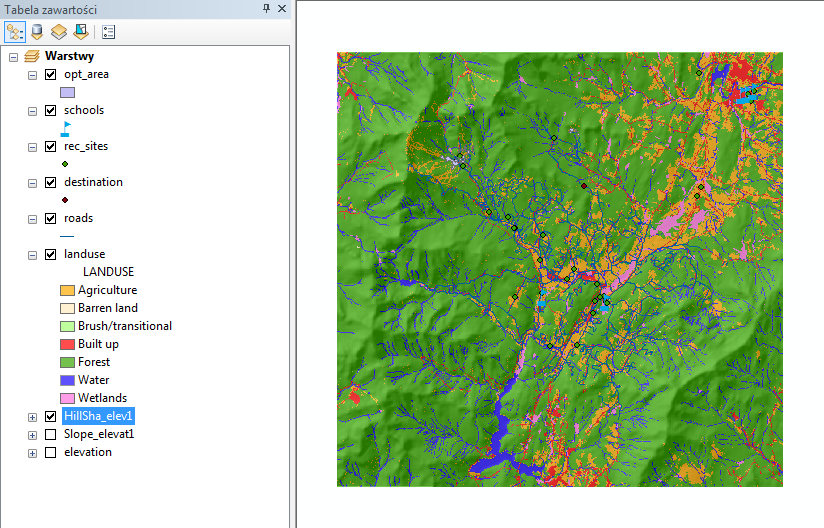 Tabela zawartości
Warstwy
opt_area
schools
rec_sites
destination
roads
landuse
LANDUSE
Agriculture
Barren land
Brush/transitional
Built up
Forest
Water
Wetlands
HillSha_elev1
Slope_elevat1
elevation